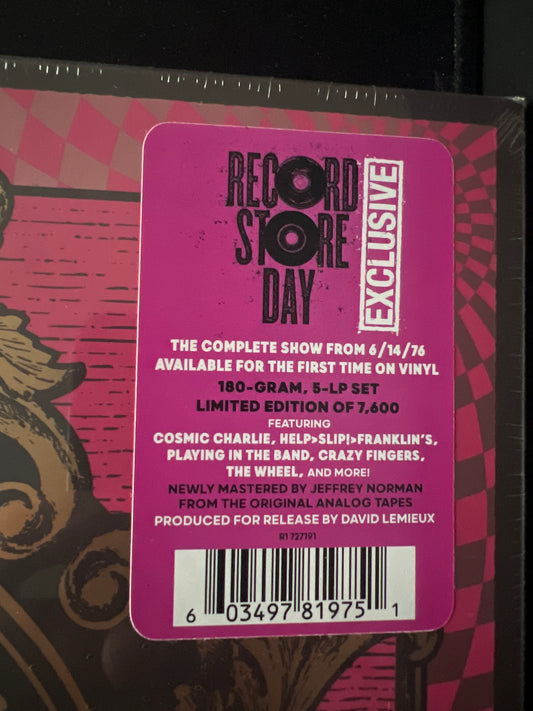 RECORD
STORE
DAY™
EXCLUSIVE
THE COMPLETE SHOW FROM 6/14/76
AVAILABLE FOR THE FIRST TIME ON VINYL
180-GRAM, 5-LP SET
LIMITED EDITION OF 7,600
FEATURING
COSMIC CHARLIE, HELP>SLIP!>FRANKLIN'S,
PLAYING IN THE BAND, CRAZY FINGERS,
THE WHEEL, AND MORE!
NEWLY MASTERED BY JEFFREY NORMAN
FROM THE ORIGINAL ANALOG TAPES
PRODUCED FOR RELEASE BY DAVID LEMIEUX
R1 727191
6 03497 81975 1